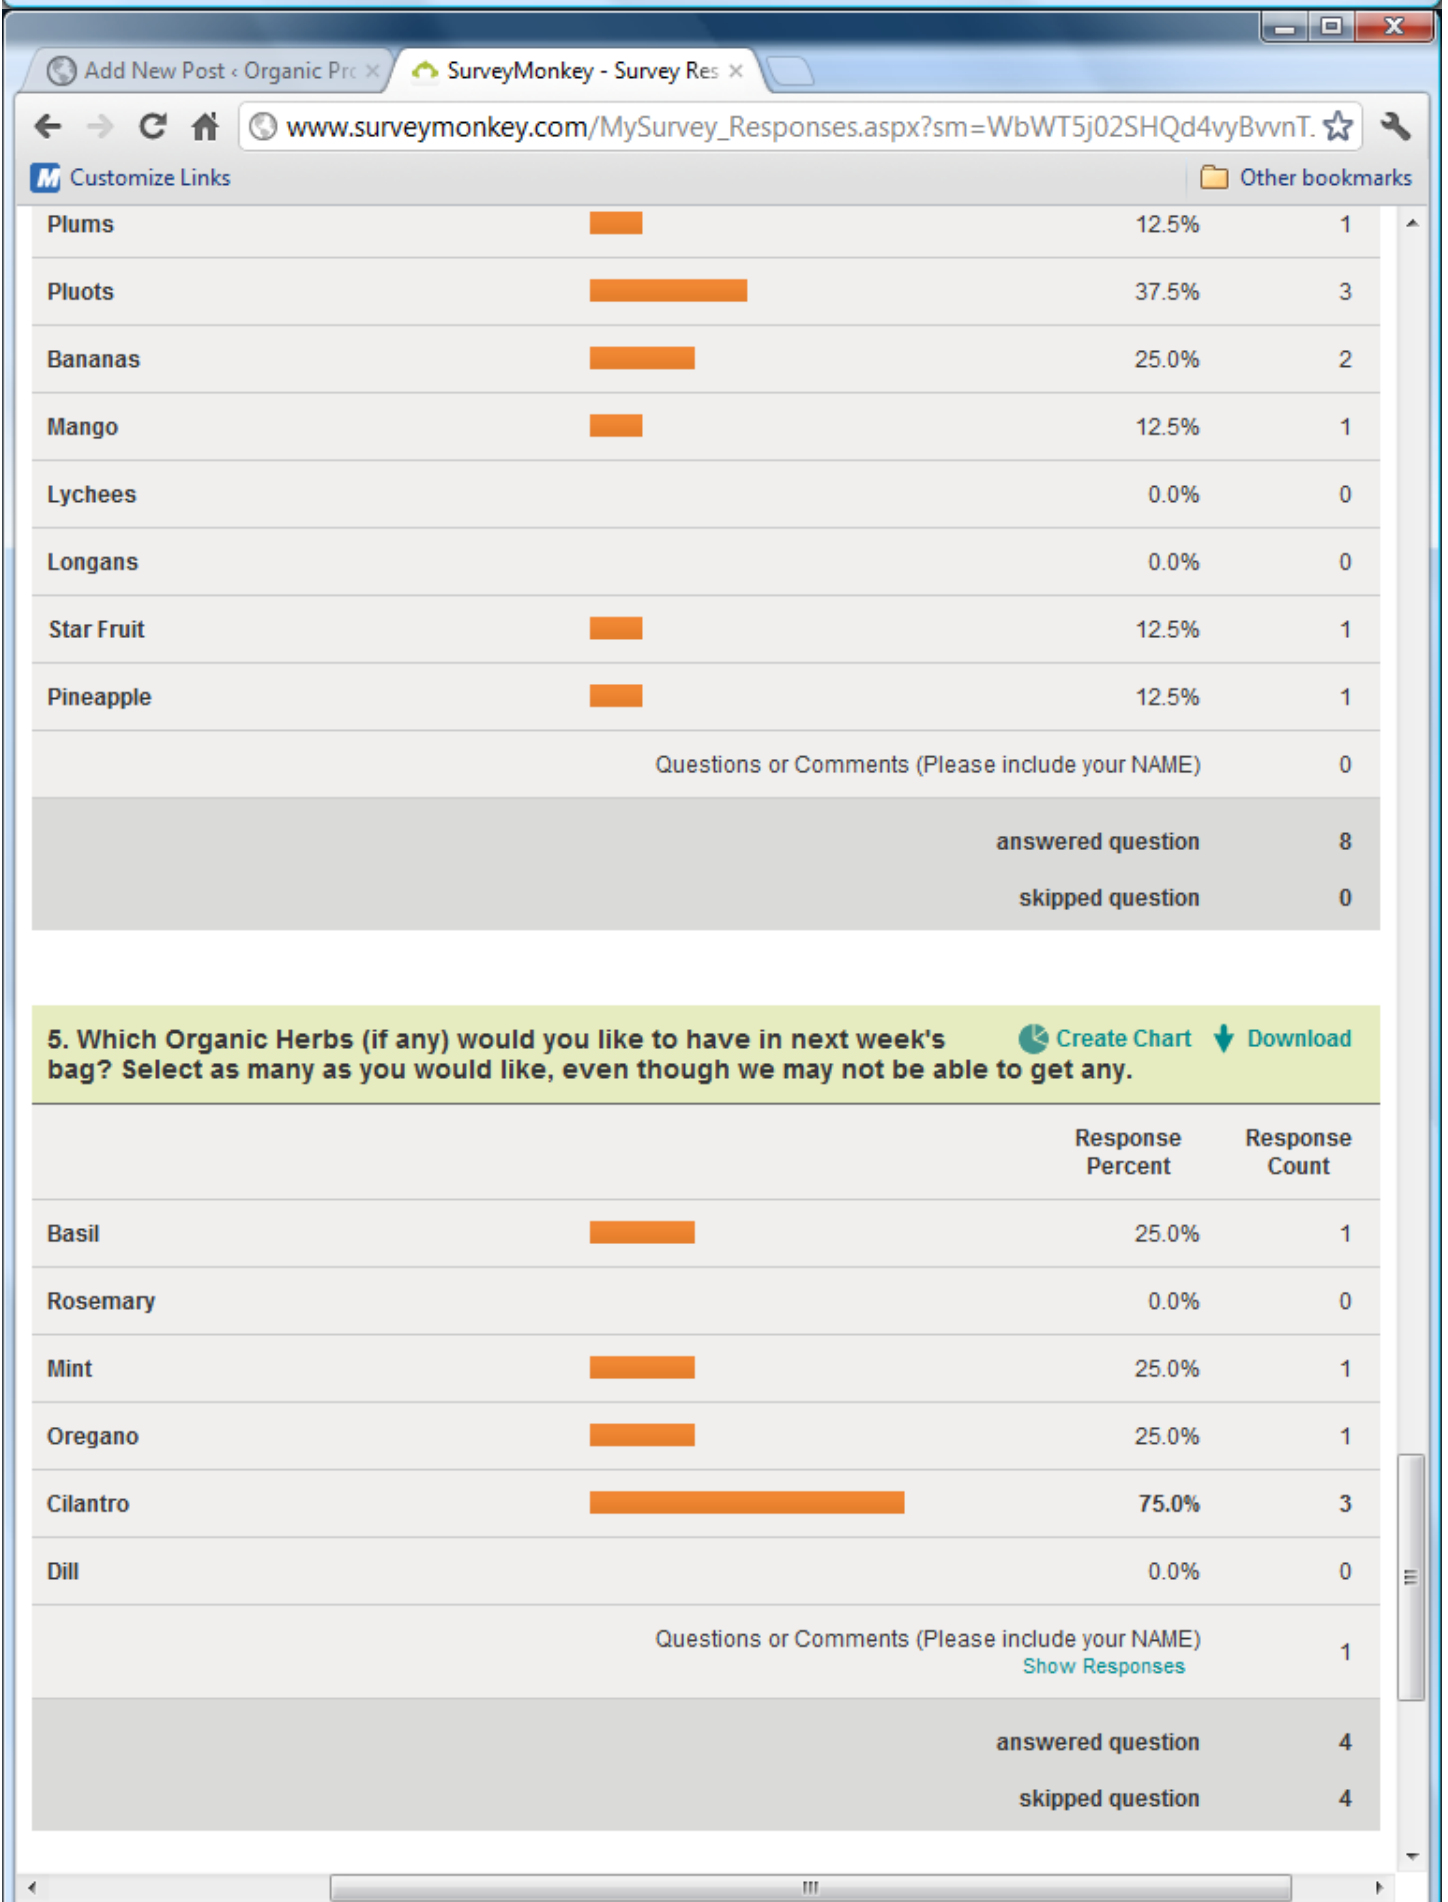 Add New Post ‹ Organic Pro
SurveyMonkey - Survey Res
www.surveymonkey.com/MySurvey_Responses.aspx?sm=WbWT5j02SHQd4vyBvvnT.
Customize Links
Other bookmarks
Plums 12.5% 1
Pluots 37.5% 3
Bananas 25.0% 2
Mango 12.5% 1
Lychees 0.0% 0
Longans 0.0% 0
Star Fruit 12.5% 1
Pineapple 12.5% 1
Questions or Comments (Please include your NAME) 0
answered question 8
skipped question 0
5. Which Organic Herbs (if any) would you like to have in next week's
bag? Select as many as you would like, even though we may not be able to get any.
Create Chart
Download
Response Percent
Response Count
Basil 25.0% 1
Rosemary 0.0% 0
Mint 25.0% 1
Oregano 25.0% 1
Cilantro 75.0% 3
Dill 0.0% 0
Questions or Comments (Please include your NAME)
Show Responses
1
answered question 4
skipped question 4